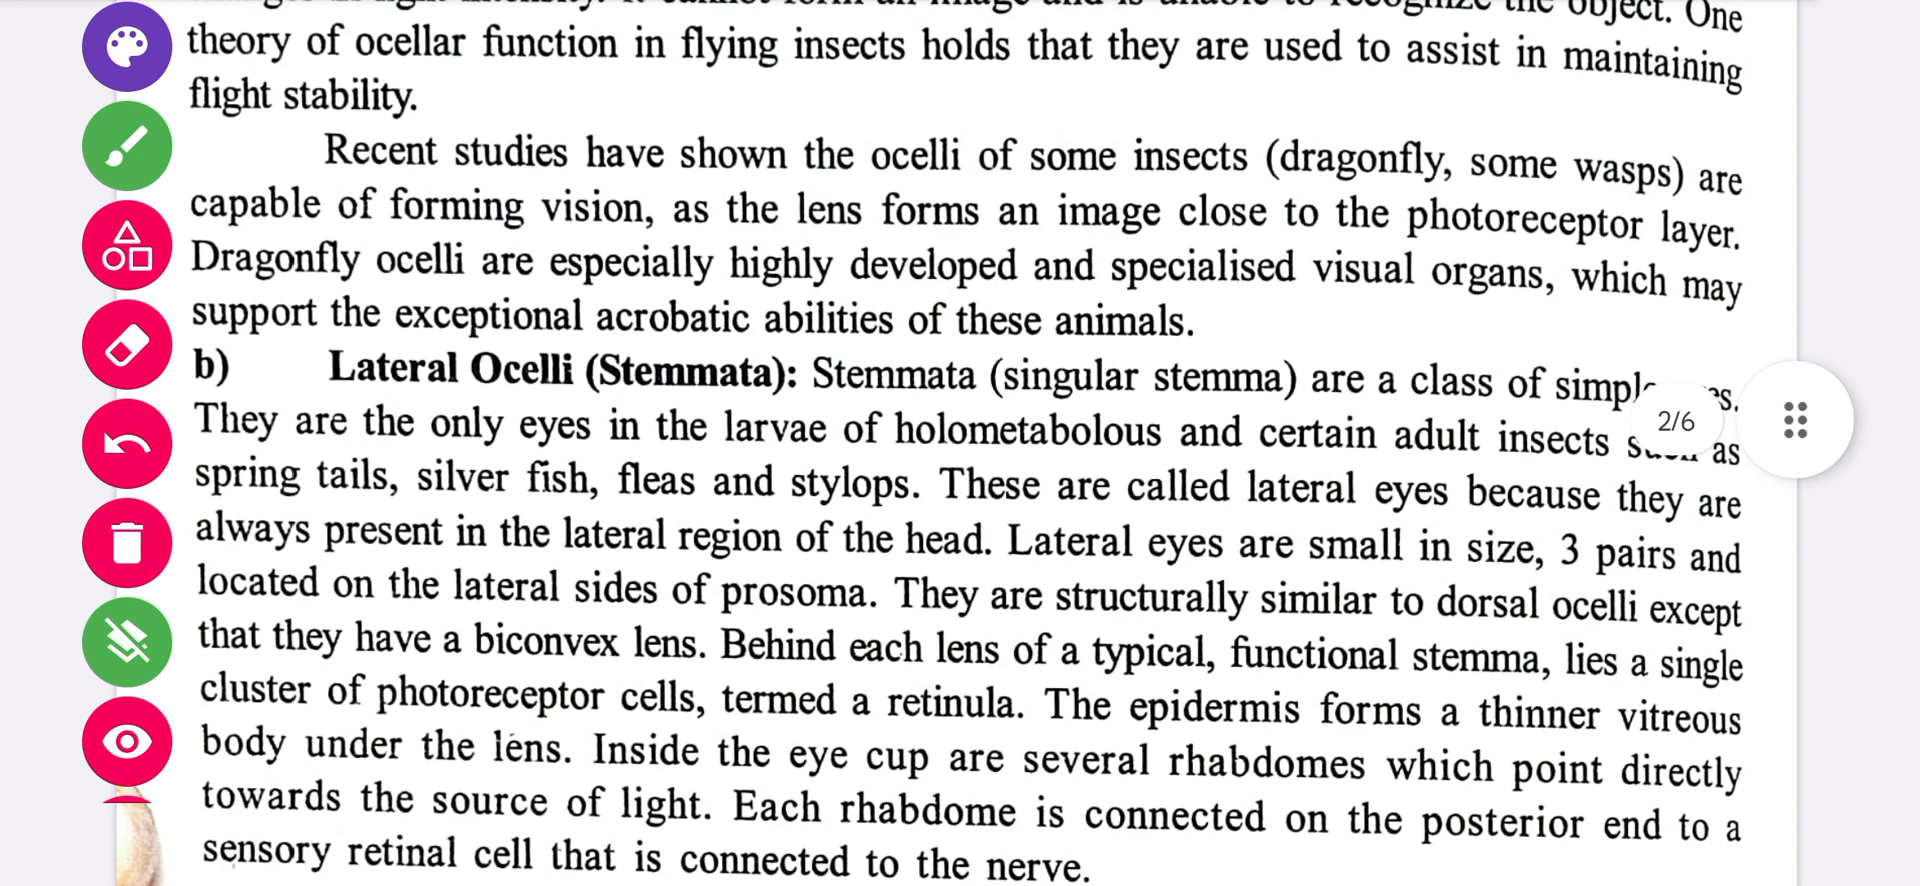 the object. One
theory of ocellar function in flying insects holds that they are used to assist in maintaining
flight stability.
Recent studies have shown the ocelli of some insects (dragonfly, some wasps) are
capable of forming vision, as the lens forms an image close to the photoreceptor layer.
Dragonfly ocelli are especially highly developed and specialised visual organs, which may
support the exceptional acrobatic abilities of these animals.
b) Lateral Ocelli (Stemmata): Stemmata (singular stemma) are a class of
They are the only eyes in the larvae of holometabolous and certain adult insects as
2/6
spring tails, silver fish, fleas and stylops. These are called lateral eyes because they are
always present in the lateral region of the head. Lateral eyes are small in size, 3 pairs and
located on the lateral sides of prosoma. They are structurally similar to dorsal ocelli except
that they have a biconvex lens. Behind each lens of a typical, functional stemma, lies a single
cluster of photoreceptor cells, termed a retinula. The epidermis forms a thinner vitreous
body under the lens. Inside the eye cup are several rhabdomes which point directly
towards the source of light. Each rhabdome is connected on the posterior end to a
sensory retinal cell that is connected to the nerve.